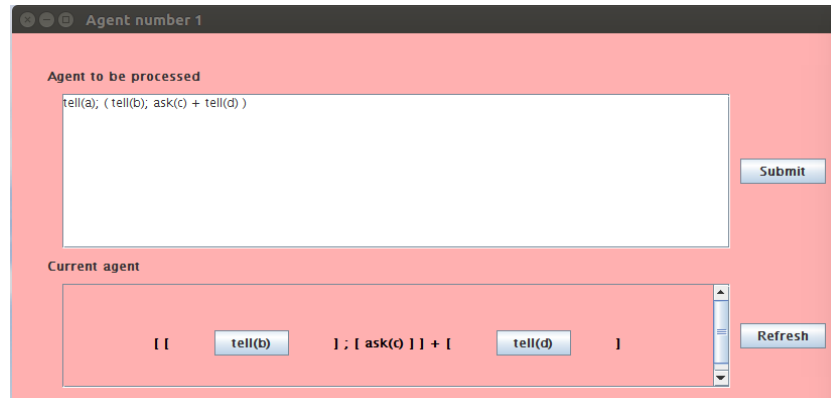 Agent number 1
Agent to be processed
tell(a); ( tell(b); ask(c) + tell(d) )
Submit
Current agent
[ [ tell(b) ] ; [ ask(c) ] ] + [ tell(d) ]
Refresh